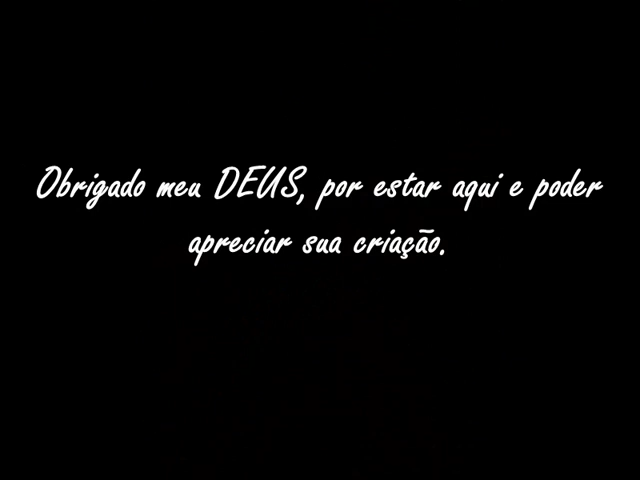 Obrigado meu DEUS, por estar aqui e poder
apreciar sua criação.